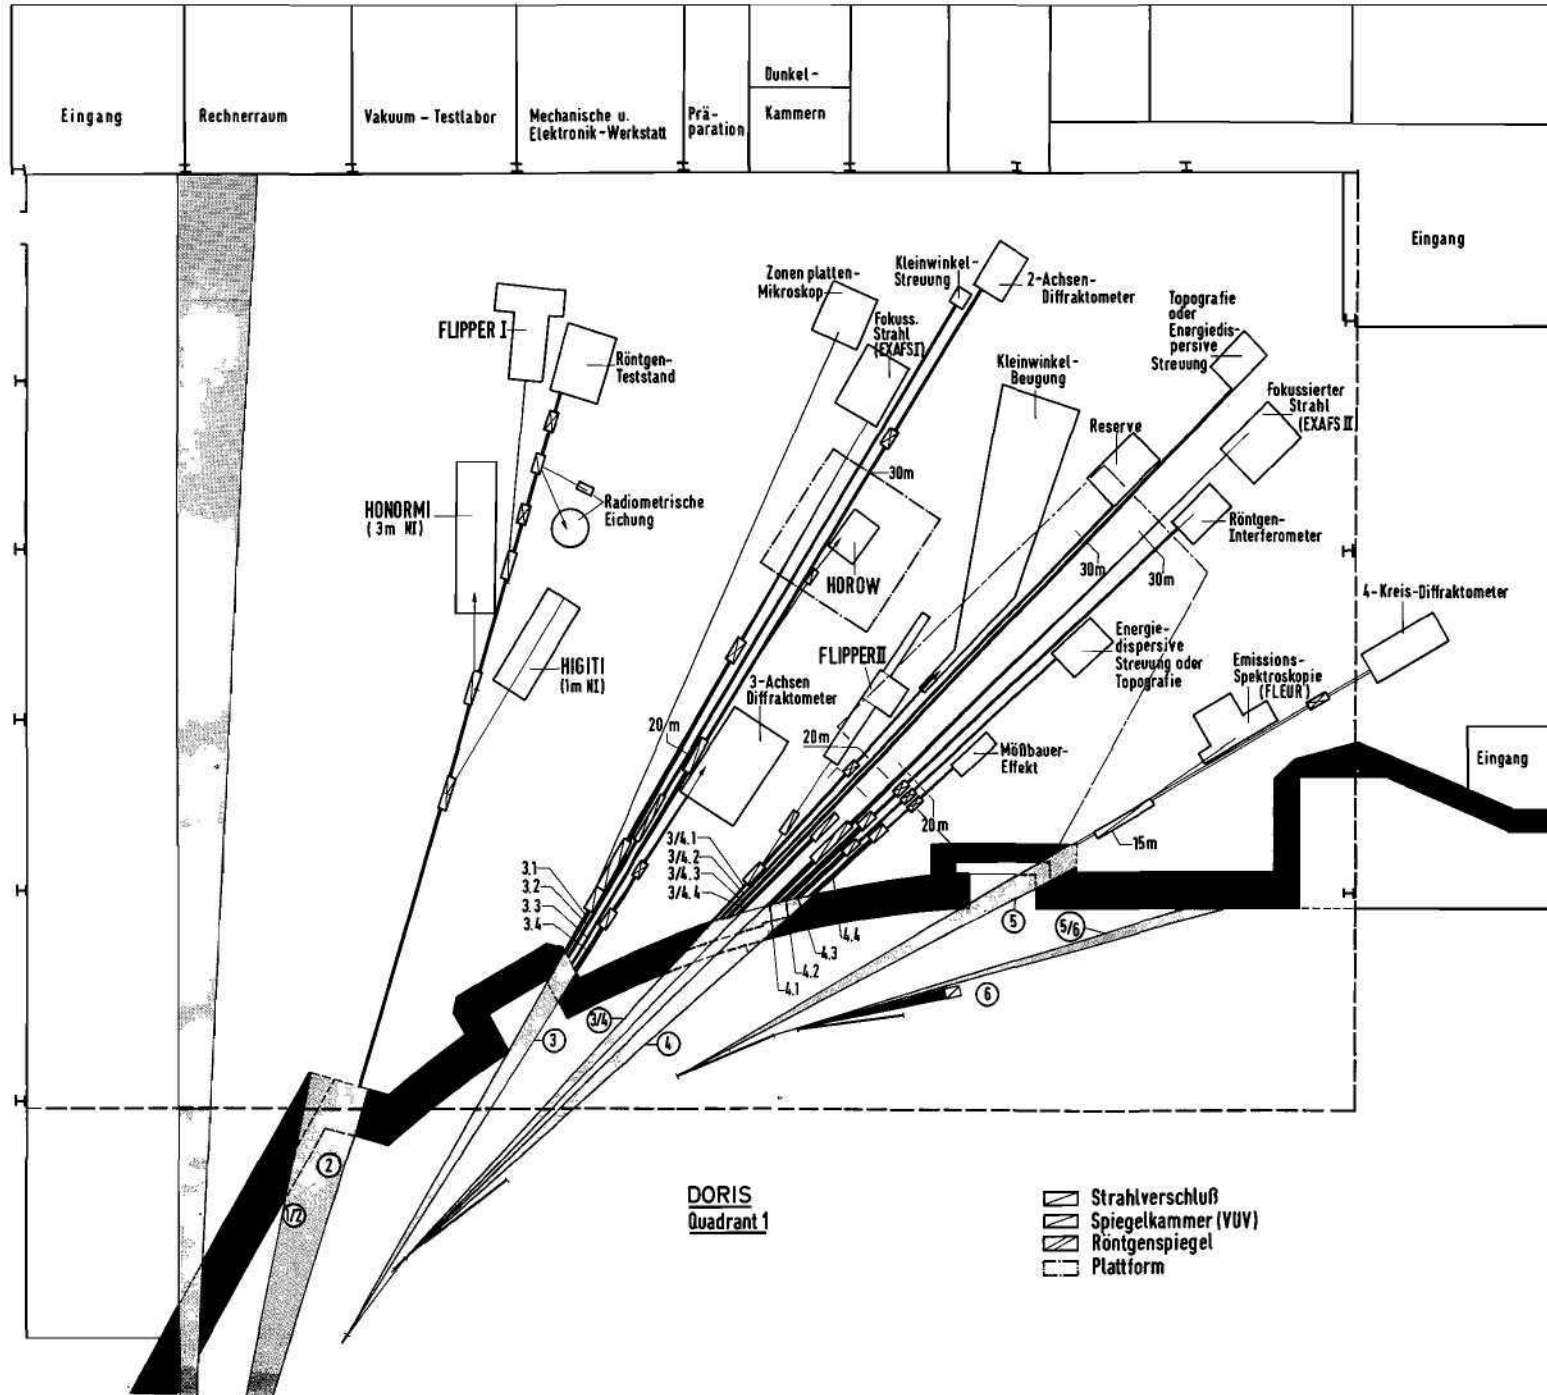 Dunkel-
Kammern
Eingang
Rechnerraum
Vakuum - Testlabor
Mechanische u.
Elektronik-Werkstatt
Prä-
paration
Eingang
Zonen platten-
Mikroskop
Kleinwinkel-
Streuung
2-Achsen-
Diffraktometer
Topografie
oder
Energiedis-
persive
Streuung
FLIPPER I
Fokuss.
Strahl
(EXAFS I)
Röntgen-
Teststand
Kleinwinkel-
Beugung
Fokussierter
Strahl
(EXAFS II
Reserve
30m
HONORMI
(3m NI)
Radiometrische
Eichung
Röntgen-
Interferometer
30m
30m
HOROW
4-Kreis-Diffraktometer
HIGITI
(1m NI)
FLIPPER II
Energie-
dispersive
Streuung oder
Topografie
Emissions-
Spektroskopie
(FLEUR)
3-Achsen
Diffraktometer
20 m
20m
Mößbauer-
Effekt
Eingang
20m
15m
3/4.1
3/4.2
3/4.3
3/4.4
3.1
3.2
3.3
3.4
5
5/6
4.4
4.3
4.2
4.1
6
3/4
3
4
2
1/2
DORIS
Quadrant 1
Strahlverschluß
Spiegelkammer (VUV)
Röntgenspiegel
Plattform